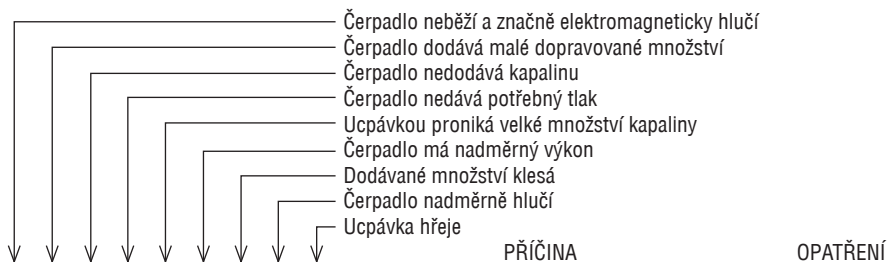 Čerpadlo neběží a značně elektromagneticky hlučí
Čerpadlo dodává malé dopravované množství
Čerpadlo nedodává kapalinu
Čerpadlo nedává potřebný tlak
Ucpávkou proniká velké množství kapaliny
Čerpadlo má nadměrný výkon
Dodávané množství klesá
Čerpadlo nadměrně hlučí
Ucpávka hřeje
PŘÍČINA OPATŘENÍ